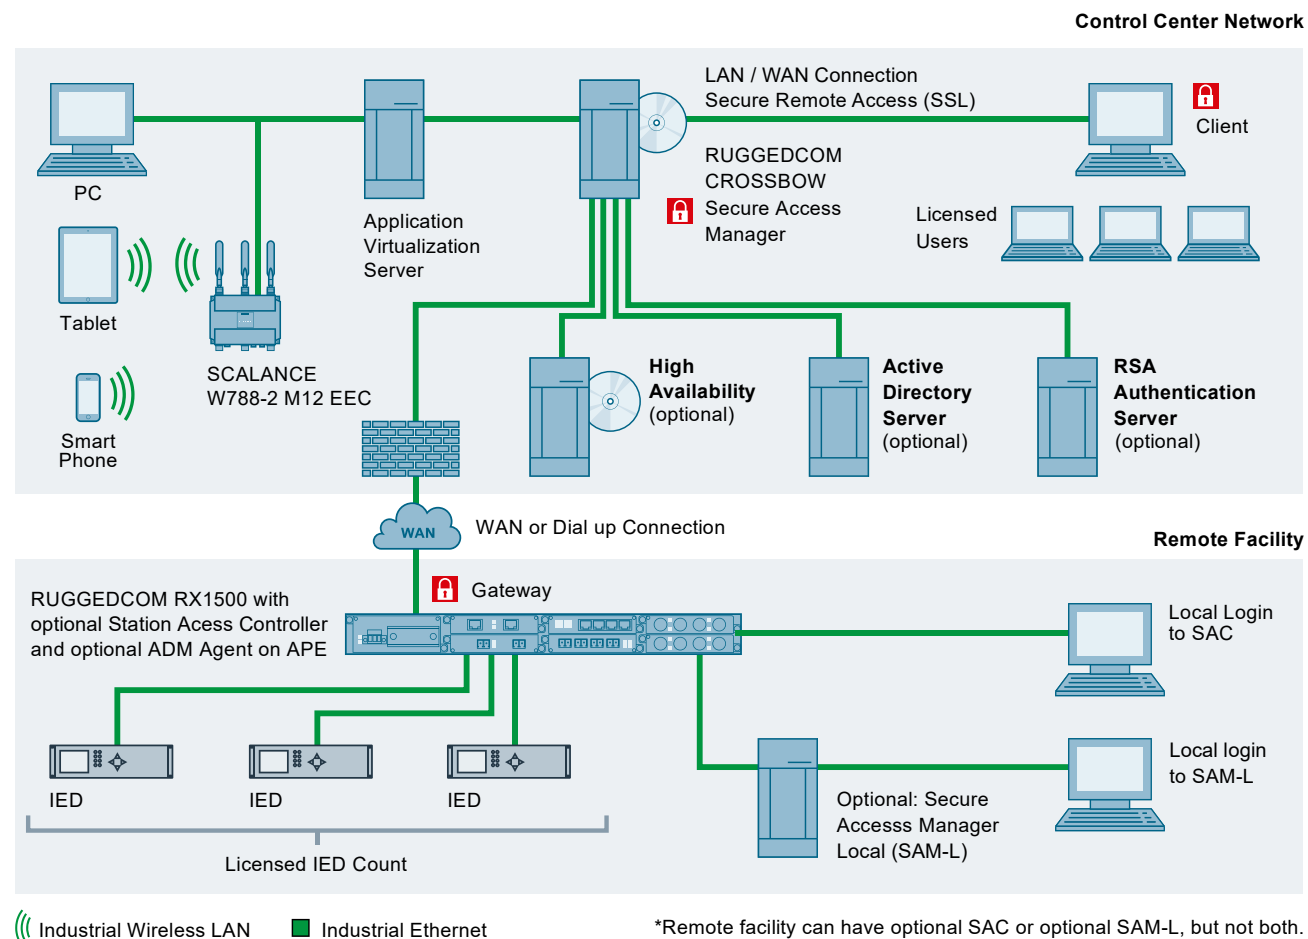 Control Center Network
LAN / WAN Connection
Secure Remote Access (SSL)
Client
PC
RUGGEDCOM
CROSSBOW
Secure Access
Manager
Application
Virtualization
Server
Licensed
Users
Tablet
SCALANCE
W788-2 M12 EEC
Smart
Phone
High
Availability
(optional)
Active
Directory
Server
(optional)
RSA
Authentication
Server
(optional)
WAN
WAN or Dial up Connection
Remote Facility
Gateway
RUGGEDCOM RX1500 with
optional Station Acess Controller
and optional ADM Agent on APE
Local Login
to SAC
IED
IED
IED
Licensed IED Count
Optional: Secure
Accesss Manager
Local (SAM-L)
Local login
to SAM-L
Industrial Wireless LAN
Industrial Ethernet
*Remote facility can have optional SAC or optional SAM-L, but not both.